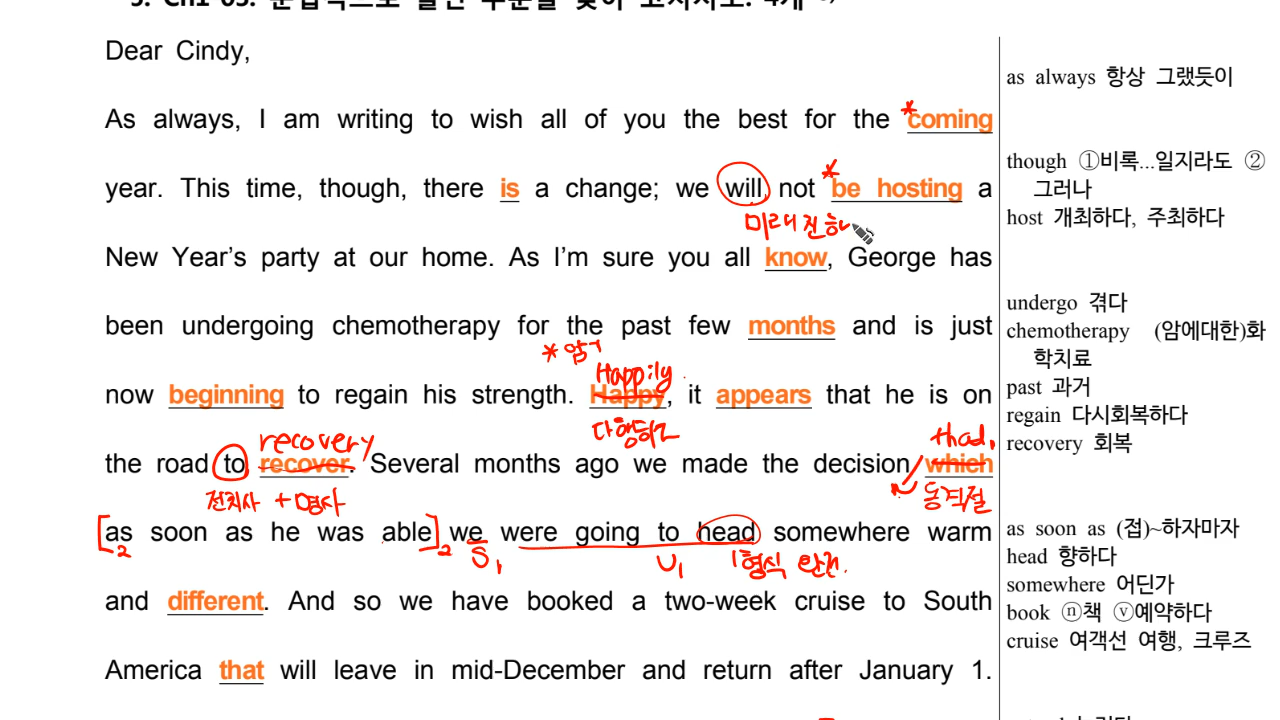 Dear Cindy,
As always, I am writing to wish all of you the best for the *coming
as always 항상 그랬듯이
year. This time, though, there is a change; we will not *be hosting a
though ①비록...일지라도 ②
그러나
host 개최하다, 주최하다
미래진행
New Year's party at our home. As I'm sure you all know, George has
been undergoing chemotherapy for the past few months and is just
undergo 겪다
chemotherapy (암에대한)화
학치료
* 암기
Happily
now beginning to regain his strength. Happy, it appears that he is on
past 과거
regain 다시회복하다
recovery 회복
다행히
recovery
that
the road to recover. Several months ago we made the decision which
전치사 + 명사
동격절
[as soon as he was able] we were going to head somewhere warm
2 2 S1 V1 1형식 완전.
as soon as (접)~하자마자
head 향하다
somewhere 어딘가
and different. And so we have booked a two-week cruise to South
book ⓝ책 ⓥ예약하다
cruise 여객선 여행, 크루즈
America that will leave in mid-December and return after January 1.